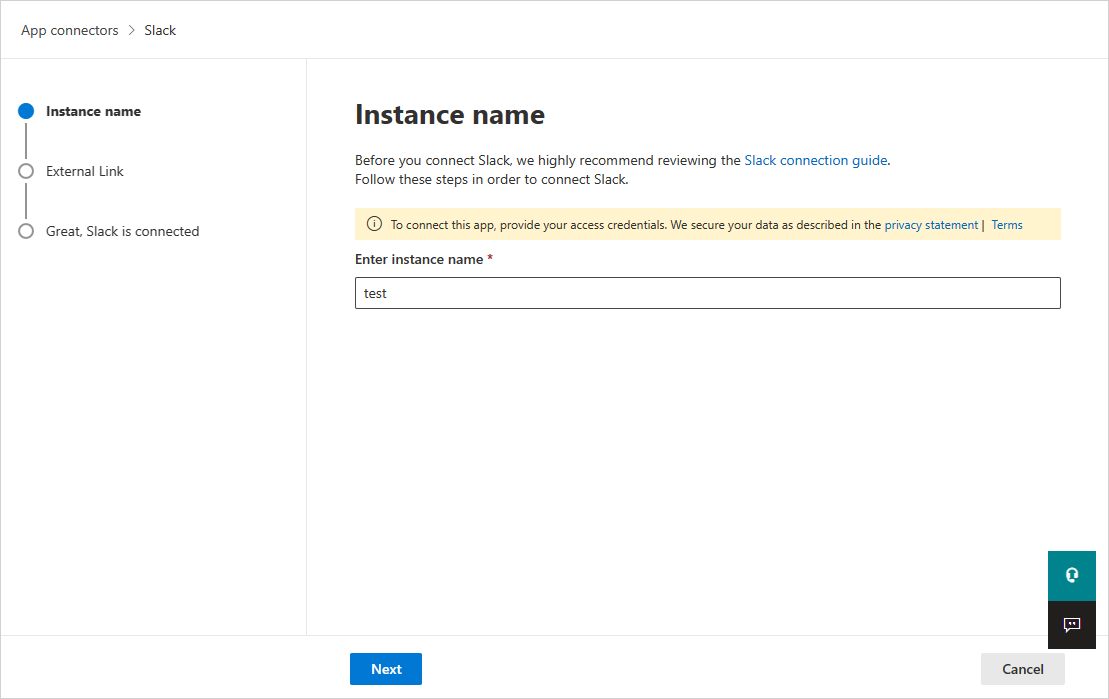 App connectors > Slack
Instance name
External Link
Great, Slack is connected
Instance name
Before you connect Slack, we highly recommend reviewing the Slack connection guide.
Follow these steps in order to connect Slack.
To connect this app, provide your access credentials. We secure your data as described in the privacy statement | Terms
Enter instance name *
test
Next
Cancel